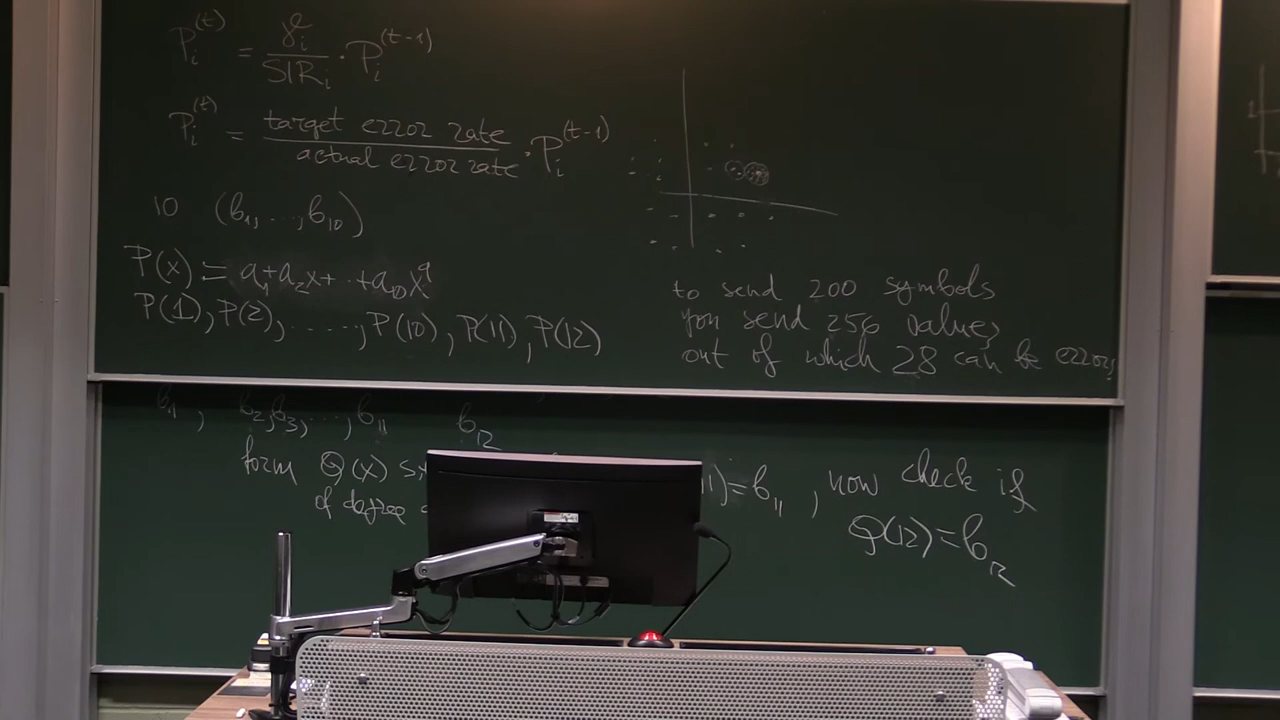 P_i^(t) = γ_i^e / SIR_i · P_i^(t-1)
P_i^(t) = target error rate / actual error rate · P_i^(t-1)
10 (b_1, ..., b_10)
P(x) = a_1+a_2x+..+a_10x^9
P(1), P(2), ......, P(10), P(11), P(12)
to send 200 symbols
you send 256 values
out of which 28 can be errors
b_1, b_2, b_3, ..., b_11 b_12
form Q(x) 11)=b_11, now check if
of degree Q(12)=b_12